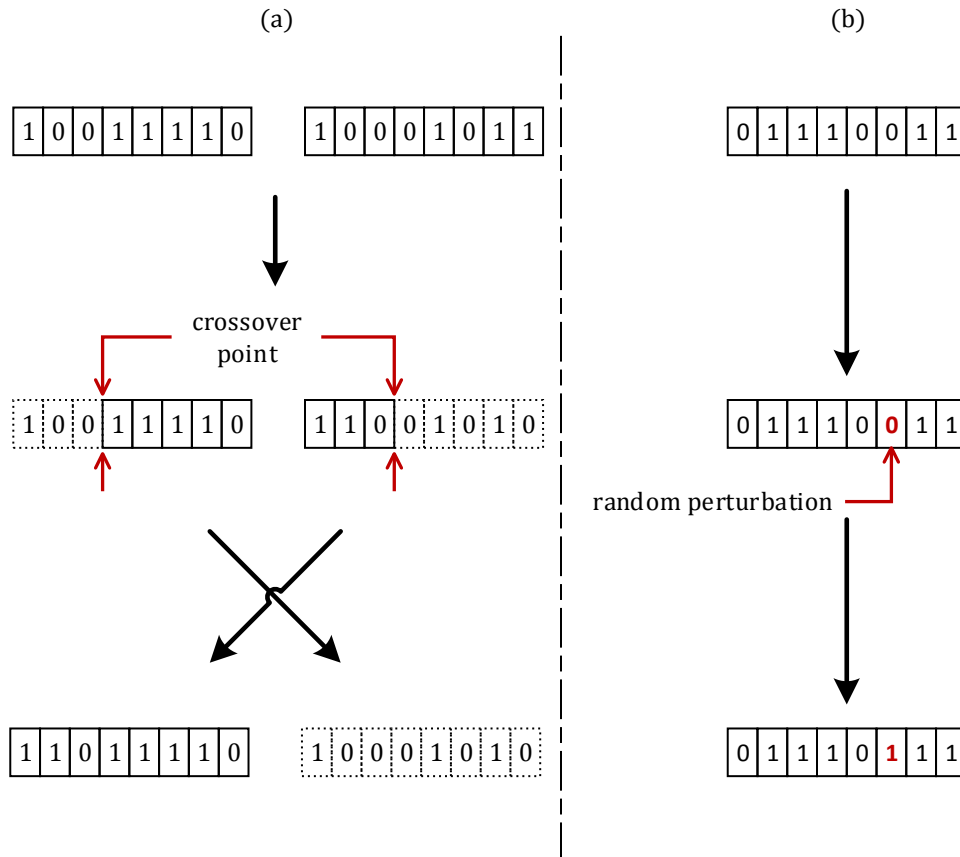 (a)
(b)
1 0 0 1 1 1 1 0
1 0 0 0 1 0 1 1
0 1 1 1 0 0 1 1
crossover
point
1 0 0 1 1 1 1 0
1 1 0 0 1 0 1 0
0 1 1 1 0 0 1 1
random perturbation
1 1 0 1 1 1 1 0
1 0 0 0 1 0 1 0
0 1 1 1 0 1 1 1